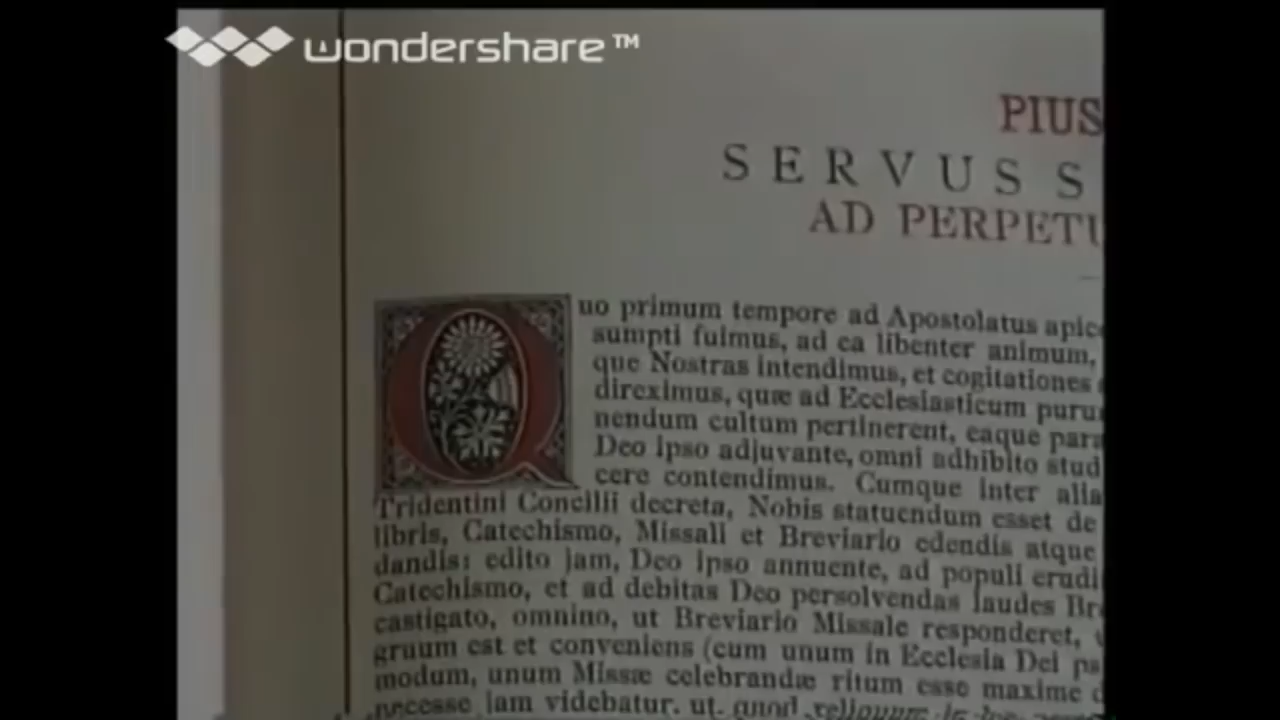 wondershare™
PIUS
SERVUS S
AD PERPETU
Quo primum tempore ad Apostolatus apic
sumpti fuimus, ad ea libenter animum,
que Nostras intendimus, et cogitationes
direximus, quæ ad Ecclesiasticum puru
nendum cultum pertinerent, eaque para
Deo ipso adjuvante, omni adhibito stud
cere contendimus. Cumque inter alia
Tridentini Concilii decreta, Nobis statuendum esset de
libris, Catechismo, Missali et Breviario edendis atque
dandis: edito jam, Deo ipso annuente, ad populi erudi
Catechismo, et ad debitas Deo persolvendas laudes Bre
castigato, omnino, ut Breviario Missale responderet,
gruum est et conveniens (cum unum in Ecclesia Dei ps
modum, unum Missæ celebrandæ ritum esse maxime
necesse jam videbatur, ut, quod reliquum in